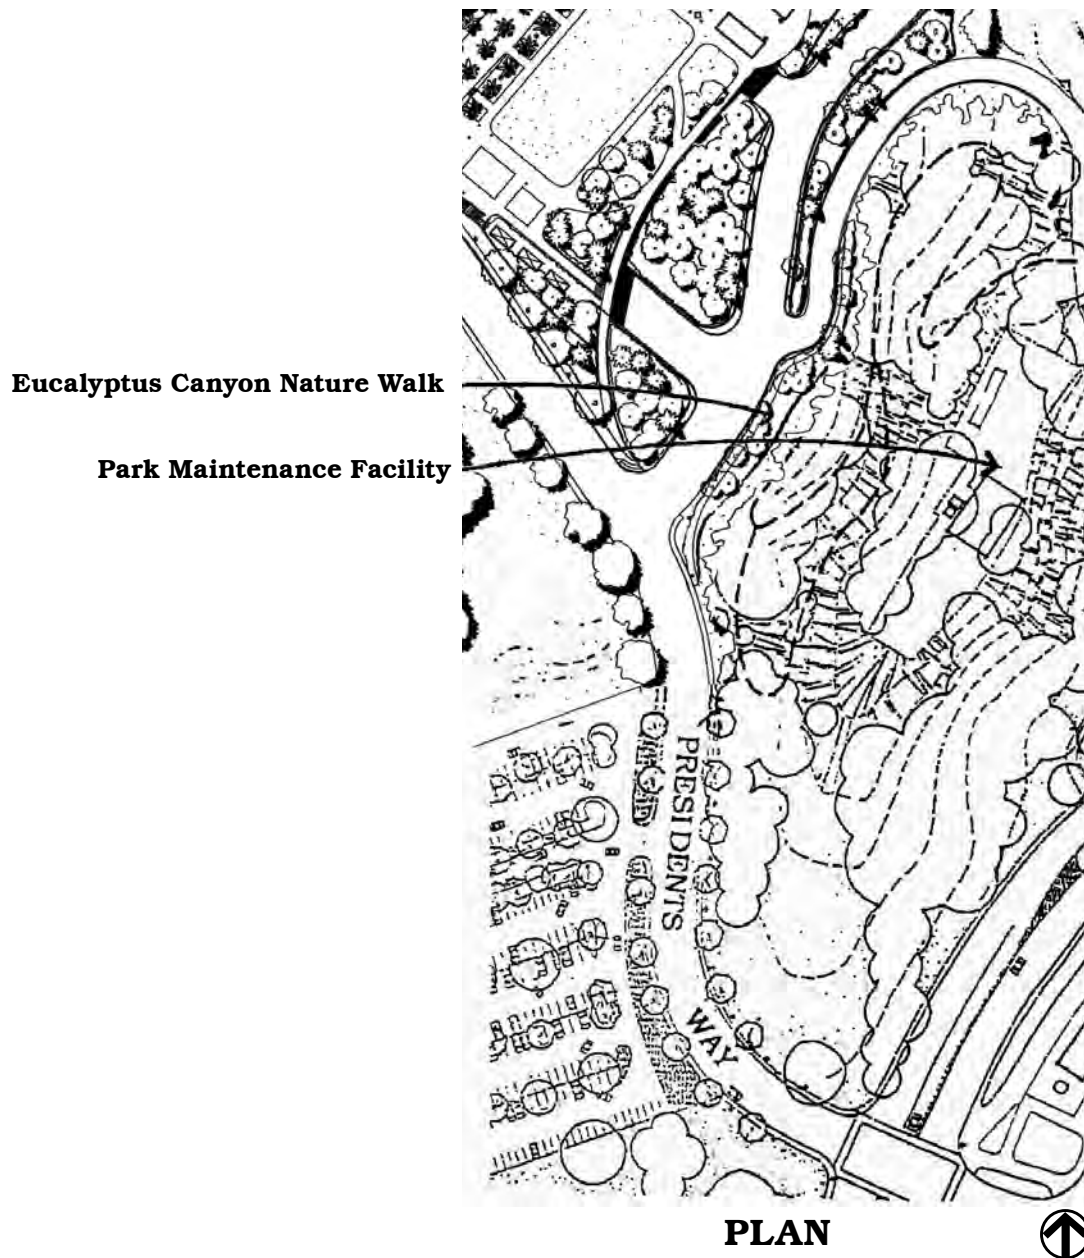 Eucalyptus Canyon Nature Walk
Park Maintenance Facility
PRESIDENTS
WAY
PLAN